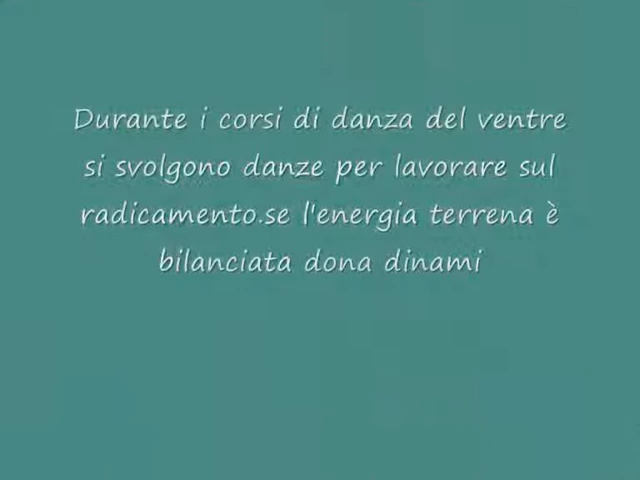 Durante i corsi di danza del ventre
si svolgono danze per lavorare sul
radicamento.se l'energia terrena è
bilanciata dona dinami